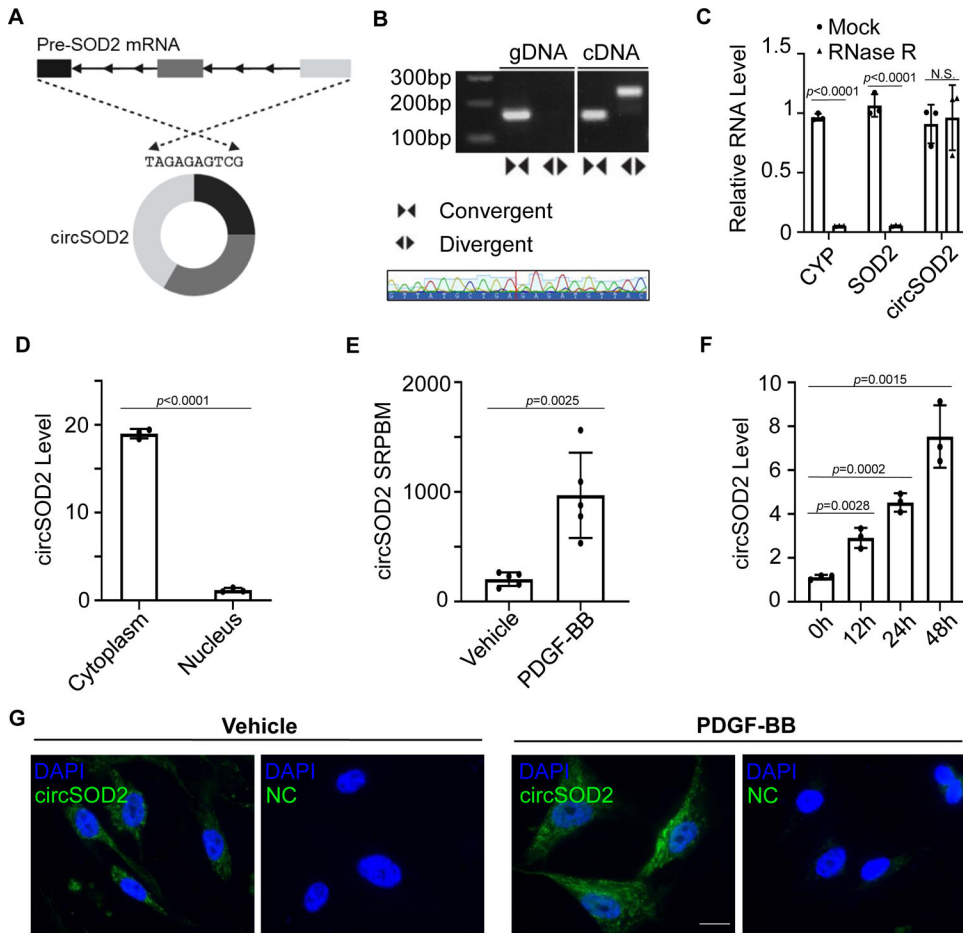 A
Pre-SOD2 mRNA
TAGAGAGTCG
circSOD2
B
gDNA cDNA
300bp
200bp
100bp
Convergent
Divergent
G T T A T G C T G A G A G A T G T T A G
C
Mock
RNase R
Relative RNA Level
1.5
1
0.5
0
p<0.0001
p<0.0001
N.S.
CYP
SOD2
circSOD2
D
circSOD2 Level
30
20
10
0
p<0.0001
Cytoplasm
Nucleus
E
circSOD2 SRPBM
2000
1000
0
p=0.0025
Vehicle
PDGF-BB
F
circSOD2 Level
10
8
6
4
2
0
p=0.0015
p=0.0002
p=0.0028
0h
12h
24h
48h
G
Vehicle PDGF-BB
DAPI DAPI DAPI DAPI
circSOD2 NC circSOD2 NC